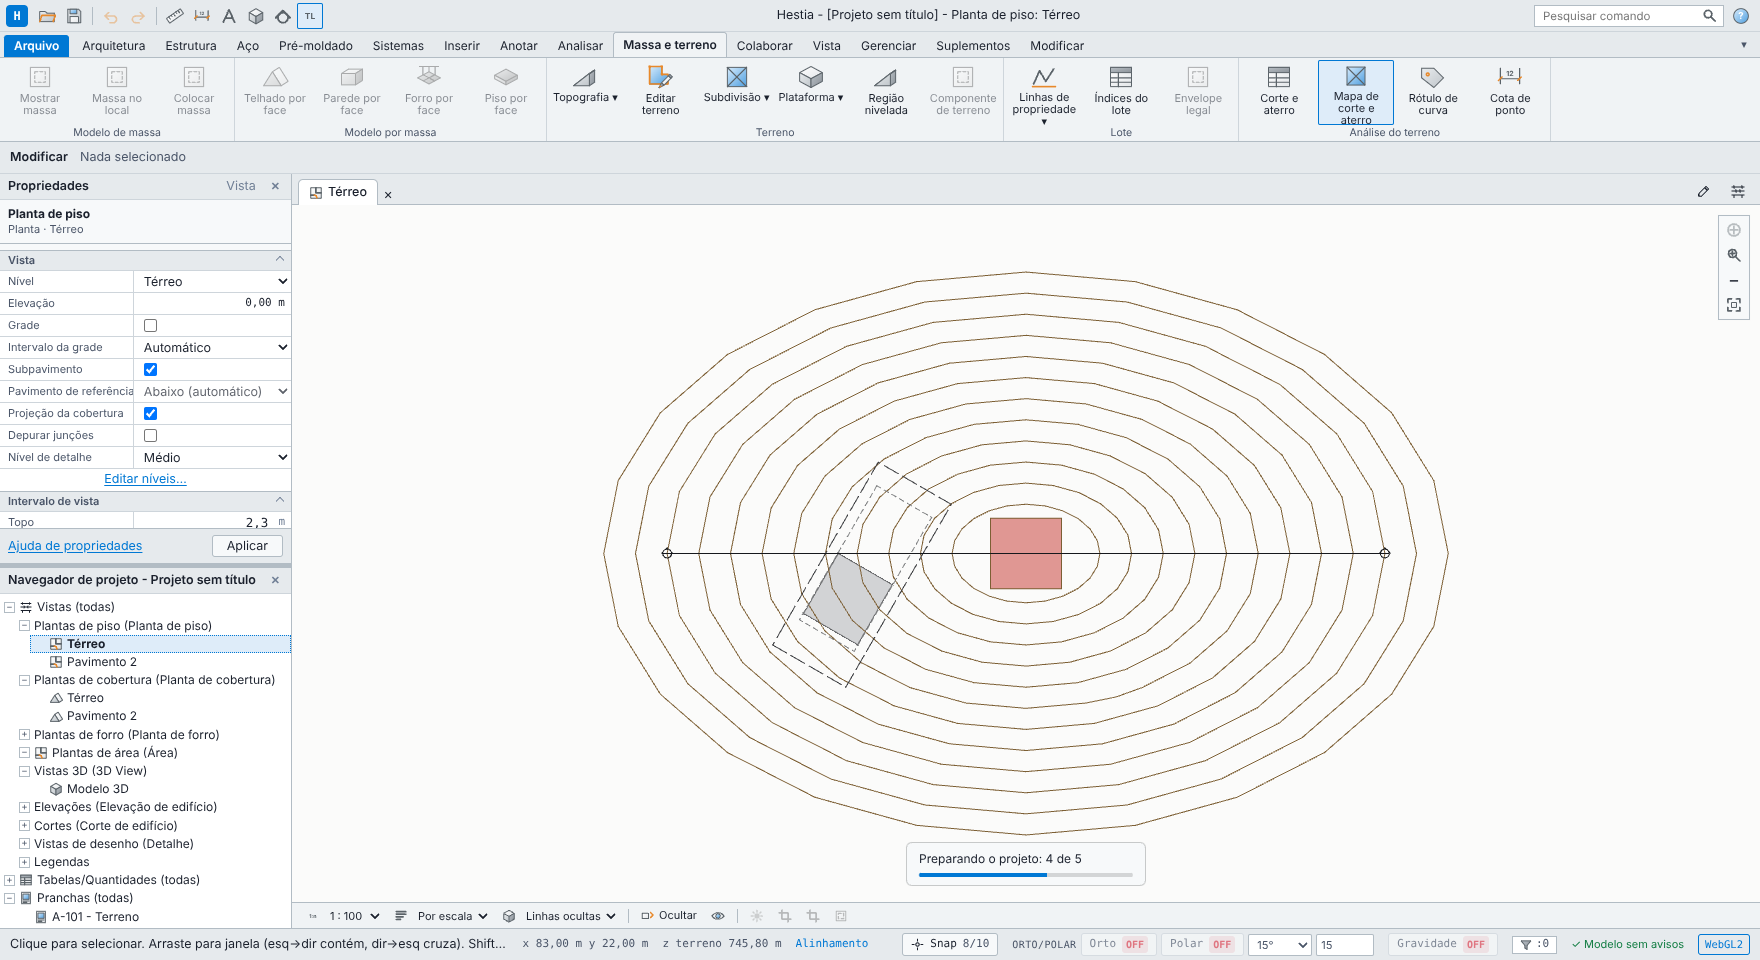 H
TL
Hestia - [Projeto sem título] - Planta de piso: Térreo
Pesquisar comando
?
Arquivo
Arquitetura
Estrutura
Aço
Pré-moldado
Sistemas
Inserir
Anotar
Analisar
Massa e terreno
Colaborar
Vista
Gerenciar
Suplementos
Modificar
Mostrar massa
Massa no local
Colocar massa
Modelo de massa
Telhado por face
Parede por face
Forro por face
Piso por face
Modelo por massa
Topografia
Editar terreno
Subdivisão
Plataforma
Região nivelada
Componente de terreno
Terreno
Linhas de propriedade
Índices do lote
Envelope legal
Lote
Corte e aterro
Mapa de corte e aterro
Rótulo de curva
12
Cota de ponto
Análise do terreno
Modificar Nada selecionado
Propriedades Vista
Planta de piso
Planta · Térreo
Vista
Nível Térreo
Elevação 0,00 m
Grade
Intervalo da grade Automático
Subpavimento
Pavimento de referência Abaixo (automático)
Projeção da cobertura
Depurar junções
Nível de detalhe Médio
Editar níveis...
Intervalo de vista
Topo 2,3 m
Ajuda de propriedades Aplicar
Navegador de projeto - Projeto sem título
Vistas (todas)
Plantas de piso (Planta de piso)
Térreo
Pavimento 2
Plantas de cobertura (Planta de cobertura)
Térreo
Pavimento 2
Plantas de forro (Planta de forro)
Plantas de área (Área)
Vistas 3D (3D View)
Modelo 3D
Elevações (Elevação de edifício)
Cortes (Corte de edifício)
Vistas de desenho (Detalhe)
Legendas
Tabelas/Quantidades (todas)
Pranchas (todas)
A-101 - Terreno
Térreo
Preparando o projeto: 4 de 5
1 : 100
Por escala
Linhas ocultas
Ocultar
Clique para selecionar. Arraste para janela (esq→dir contém, dir→esq cruza). Shift...
x 83,00 m y 22,00 m z terreno 745,80 m Alinhamento
Snap 8/10
ORTO/POLAR
Orto OFF
Polar OFF
15°
15
Gravidade OFF
:0
✓ Modelo sem avisos
WebGL2